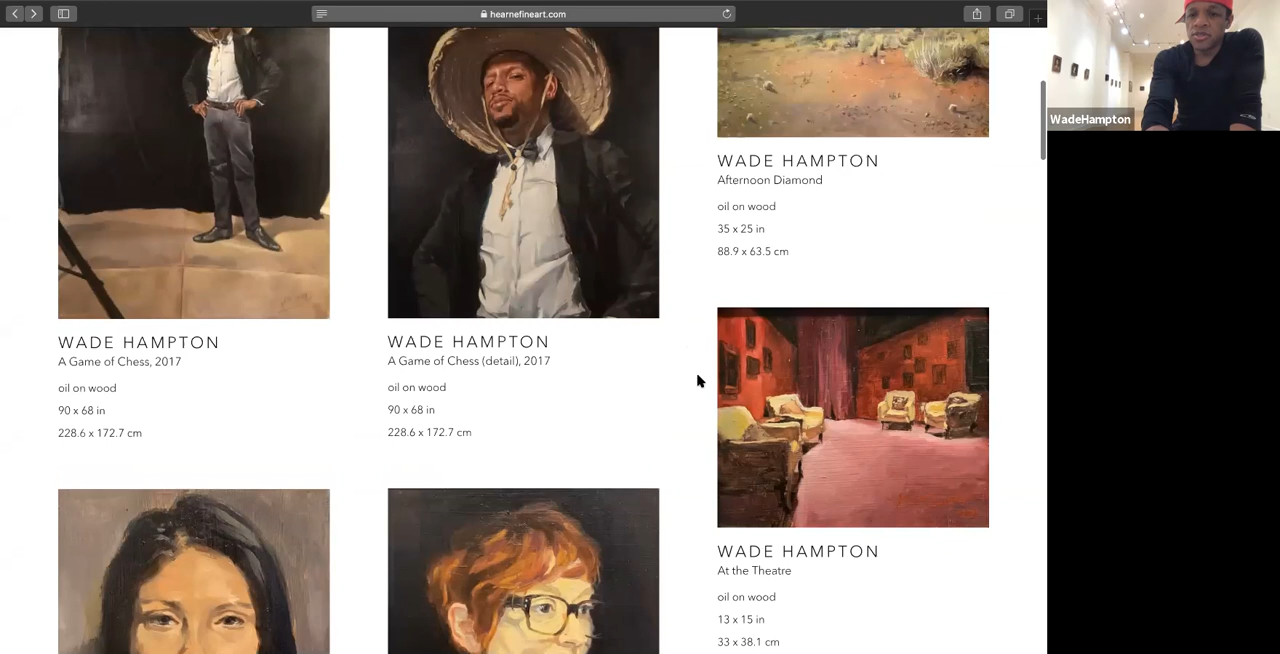 hearnefineart.com
WadeHampton
WADE HAMPTON
A Game of Chess, 2017
oil on wood
90 x 68 in
228.6 x 172.7 cm
WADE HAMPTON
A Game of Chess (detail), 2017
oil on wood
90 x 68 in
228.6 x 172.7 cm
WADE HAMPTON
Afternoon Diamond
oil on wood
35 x 25 in
88.9 x 63.5 cm
WADE HAMPTON
At the Theatre
oil on wood
13 x 15 in
33 x 38.1 cm